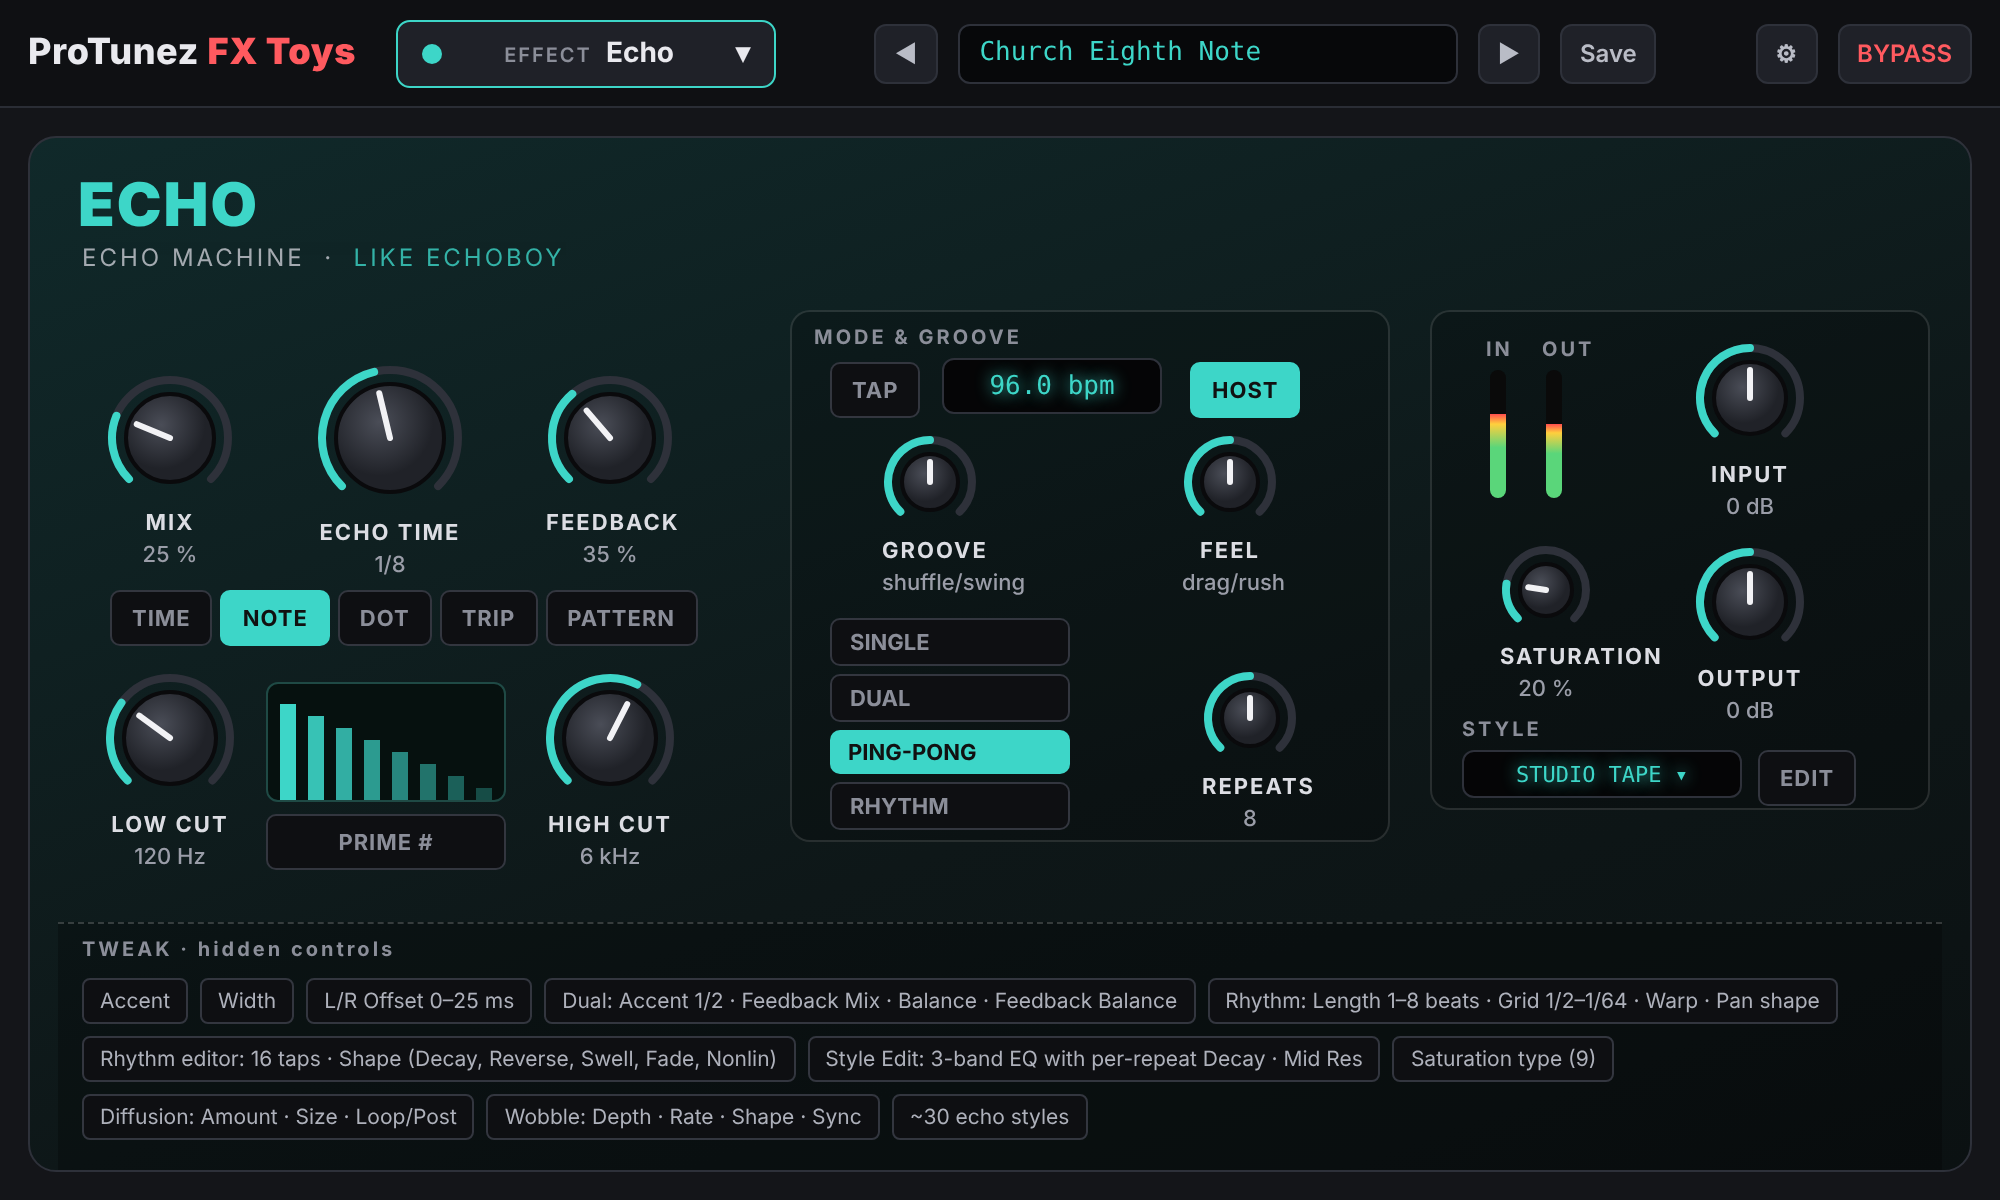 ProTunez FX Toys
EFFECT Echo ▼
◀
Church Eighth Note
▶
Save
⚙
BYPASS
ECHO
ECHO MACHINE · LIKE ECHOBOY
MIX
25 %
ECHO TIME
1/8
FEEDBACK
35 %
TIME
NOTE
DOT
TRIP
PATTERN
LOW CUT
120 Hz
PRIME #
HIGH CUT
6 kHz
MODE & GROOVE
TAP
96.0 bpm
HOST
GROOVE
shuffle/swing
FEEL
drag/rush
SINGLE
DUAL
PING-PONG
RHYTHM
REPEATS
8
IN
OUT
INPUT
0 dB
SATURATION
20 %
OUTPUT
0 dB
STYLE
STUDIO TAPE ▾
EDIT
TWEAK · hidden controls
Accent
Width
L/R Offset 0–25 ms
Dual: Accent 1/2 · Feedback Mix · Balance · Feedback Balance
Rhythm: Length 1–8 beats · Grid 1/2–1/64 · Warp · Pan shape
Rhythm editor: 16 taps · Shape (Decay, Reverse, Swell, Fade, Nonlin)
Style Edit: 3-band EQ with per-repeat Decay · Mid Res
Saturation type (9)
Diffusion: Amount · Size · Loop/Post
Wobble: Depth · Rate · Shape · Sync
~30 echo styles